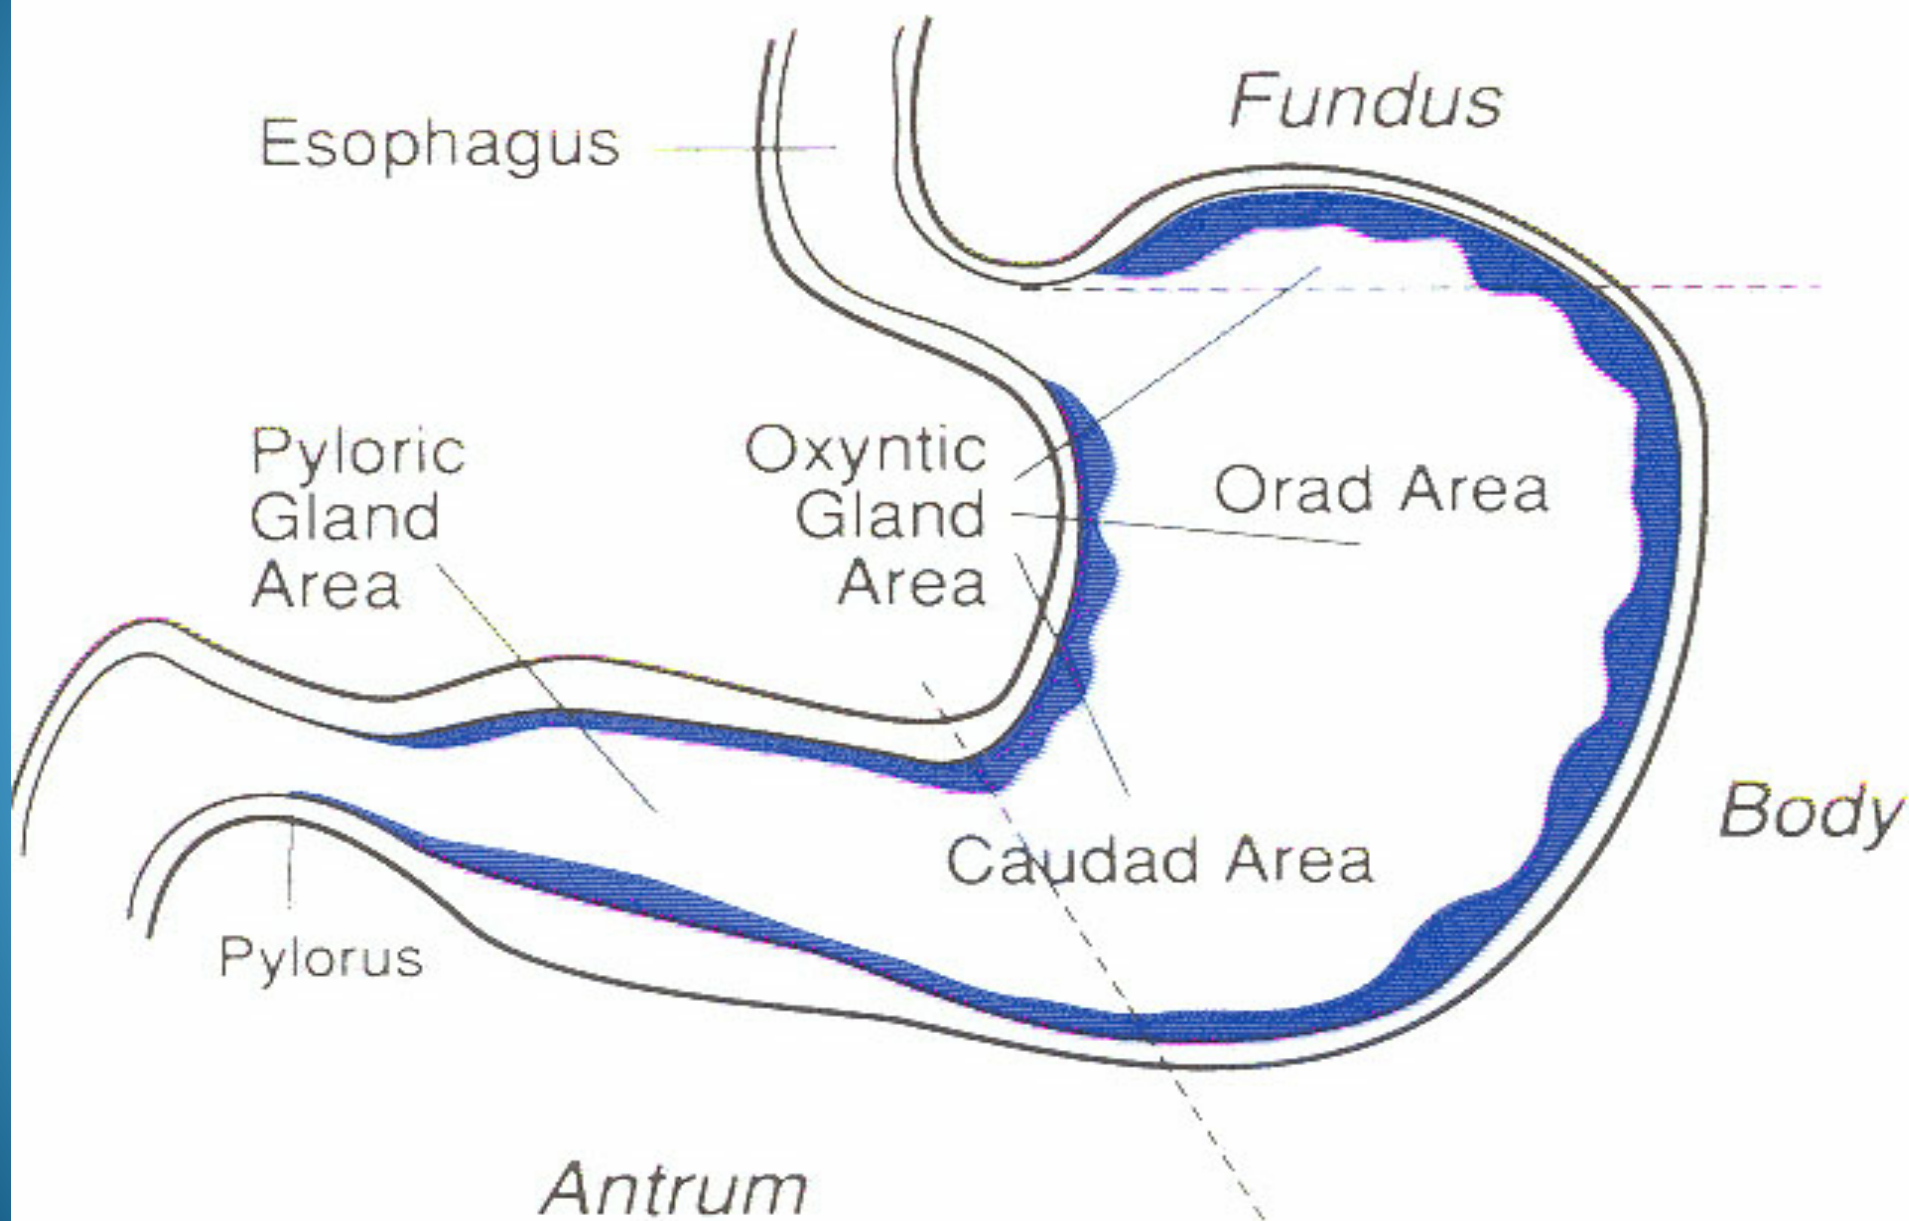 Fundus
Esophagus
Pyloric
Gland
Area
Oxyntic
Gland
Area
Orad Area
Body
Caudad Area
Pylorus
Antrum